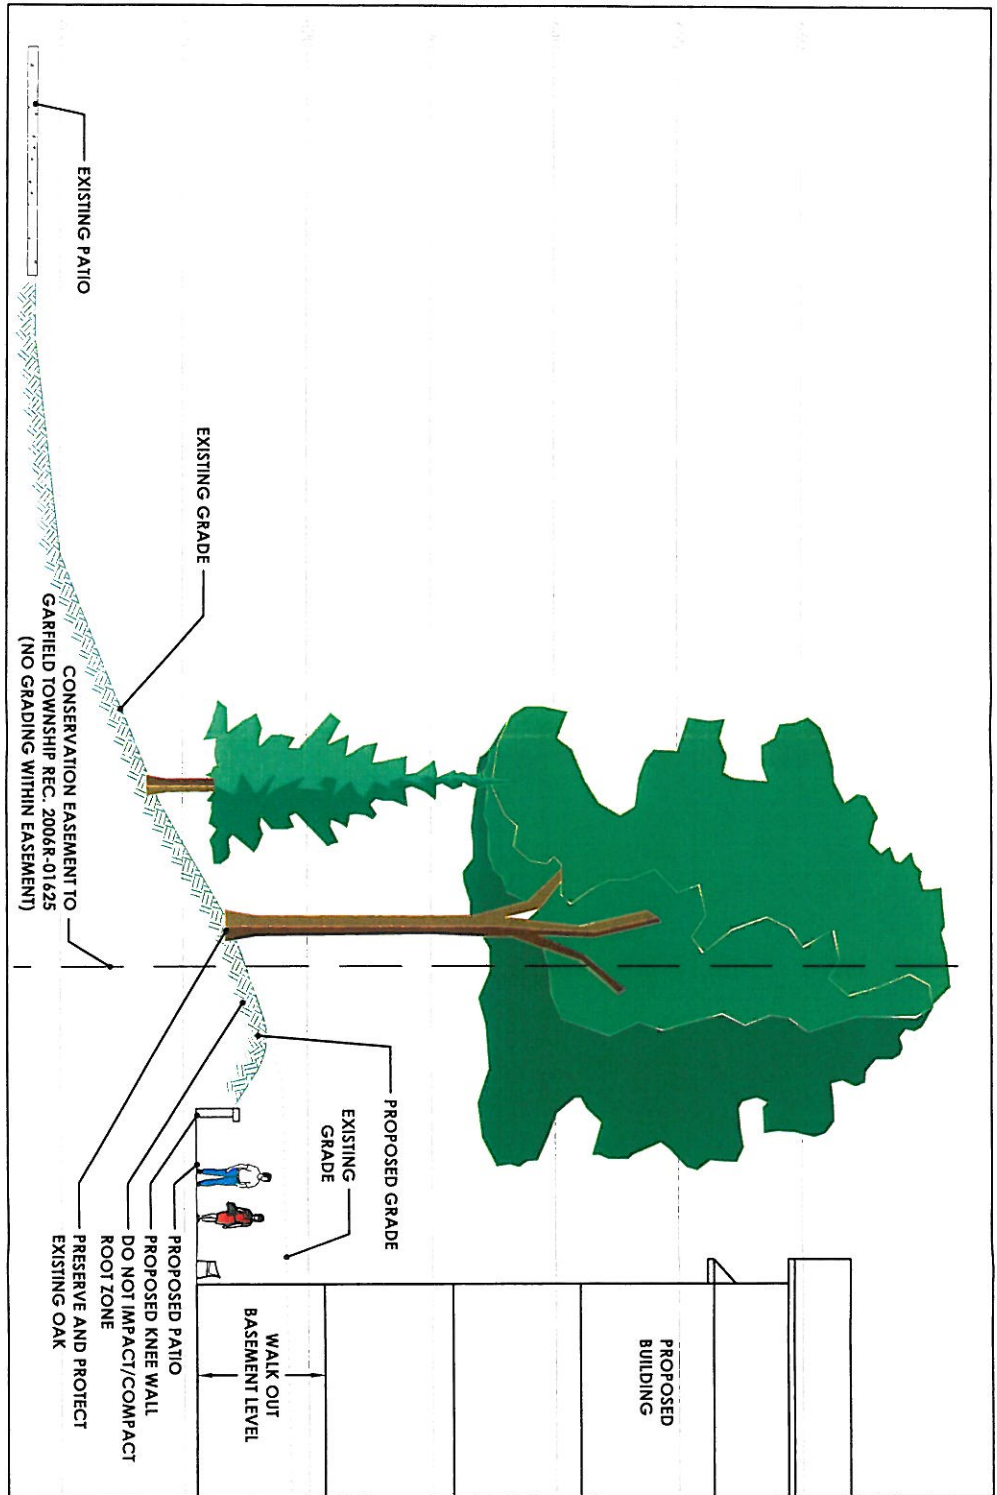 PROPOSED
BUILDING
PROPOSED GRADE
EXISTING
GRADE
WALK OUT
BASEMENT LEVEL
EXISTING GRADE
EXISTING PATIO
CONSERVATION EASEMENT TO
GARFIELD TOWNSHIP REC. 2006R-01625
(NO GRADING WITHIN EASEMENT)
PROPOSED PATIO
PROPOSED KNEE WALL
DO NOT IMPACT/COMPACT
ROOT ZONE
PRESERVE AND PROTECT
EXISTING OAK